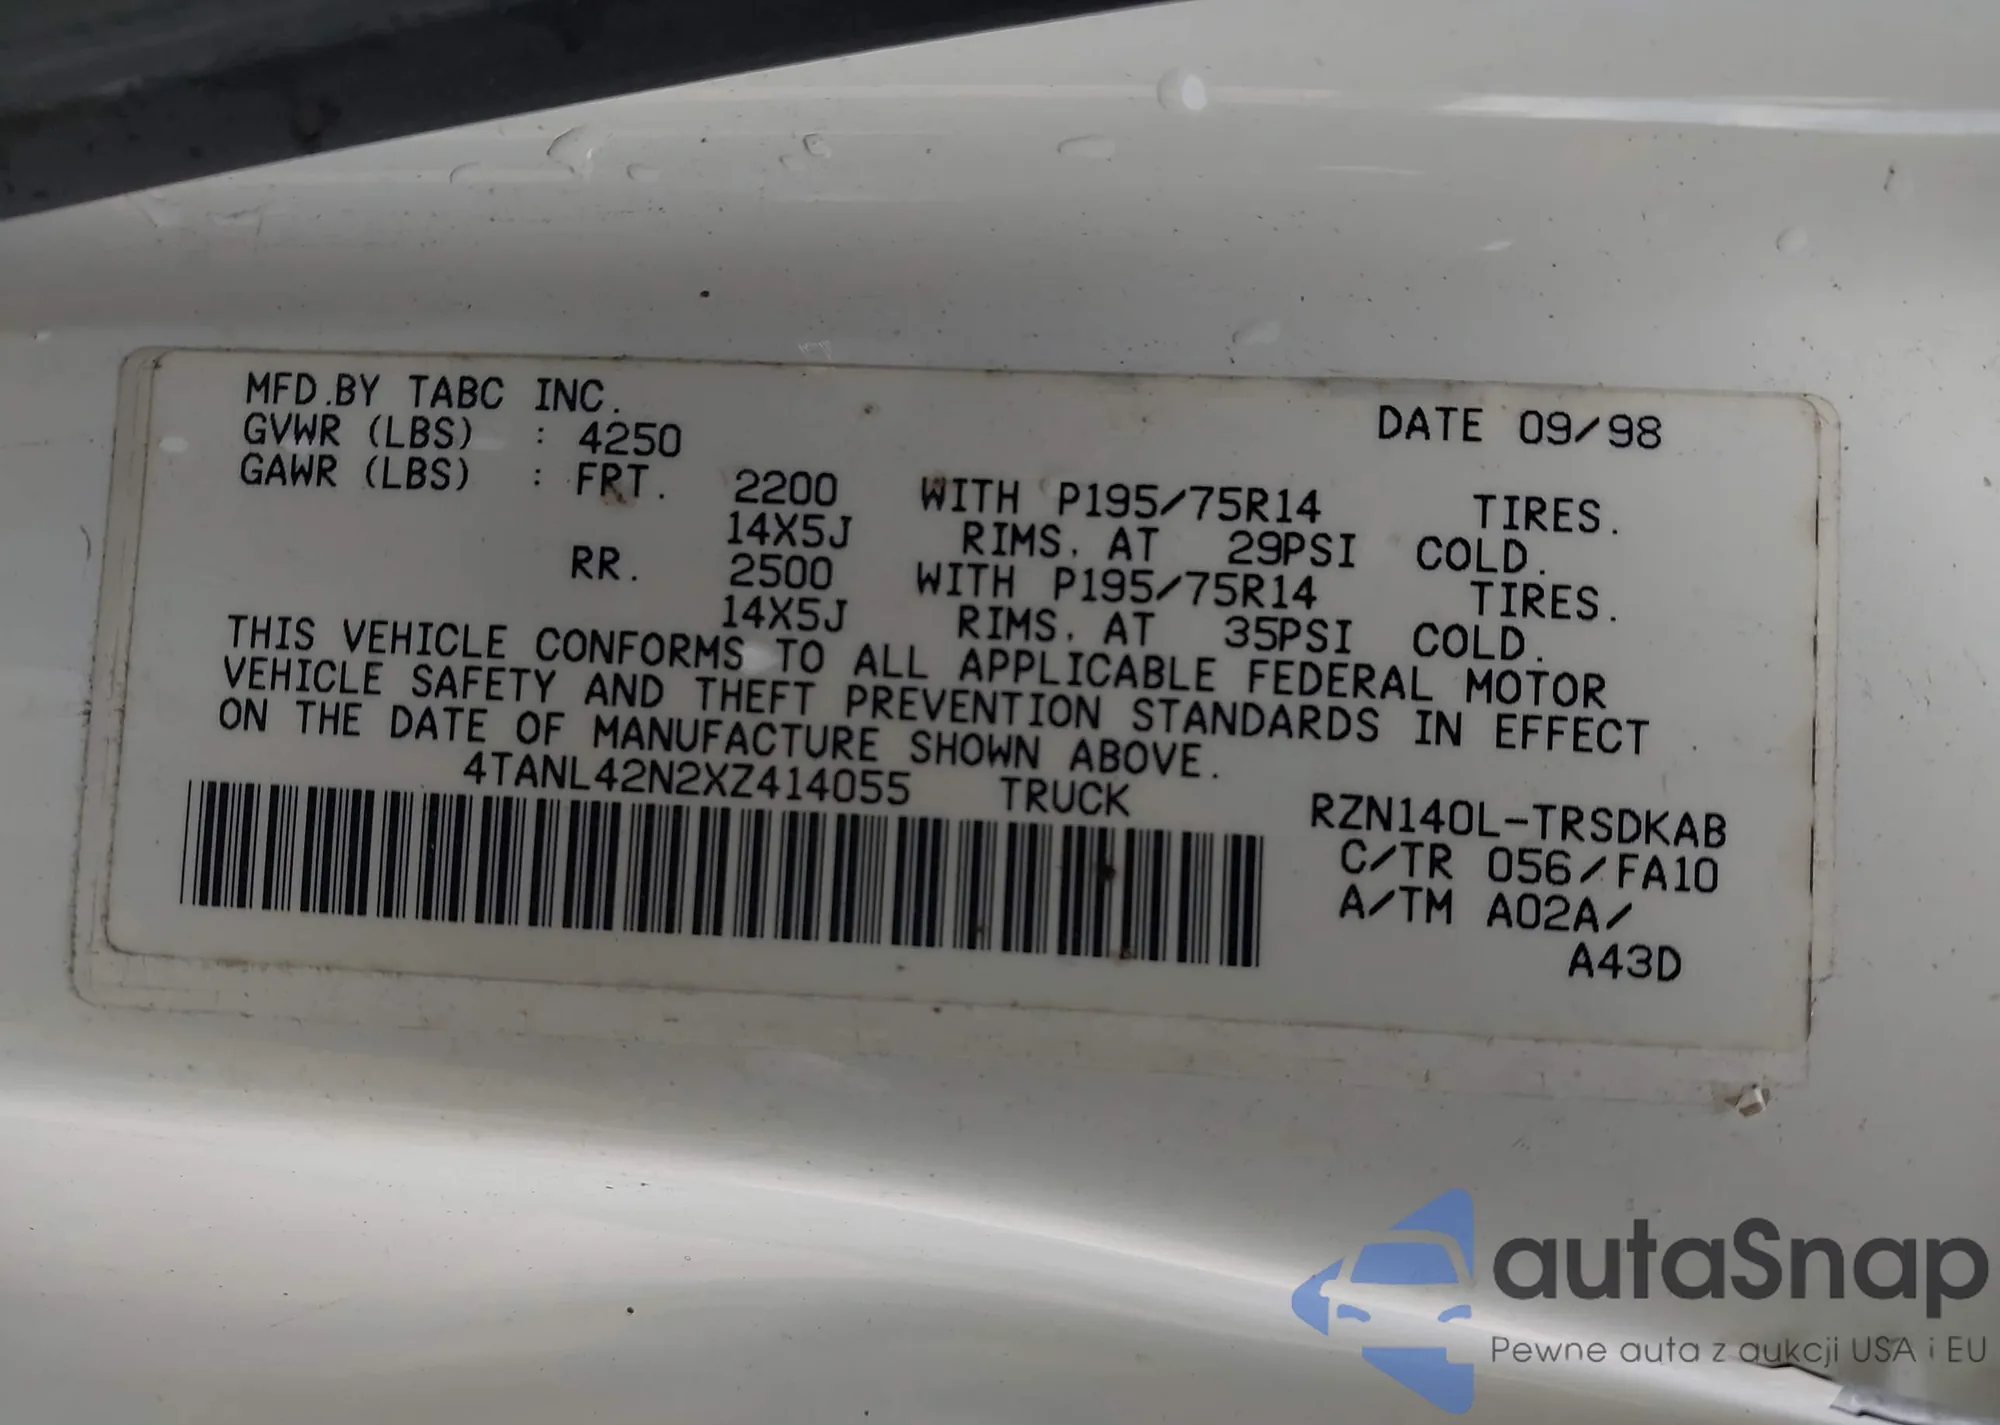 MFD.BY TABC INC. DATE 09/98
GVWR (LBS) : 4250
GAWR (LBS) : FRT. 2200 WITH P195/75R14 TIRES.
14X5J RIMS. AT 29PSI COLD.
RR. 2500 WITH P195/75R14 TIRES.
14X5J RIMS. AT 35PSI COLD.
THIS VEHICLE CONFORMS TO ALL APPLICABLE FEDERAL MOTOR
VEHICLE SAFETY AND THEFT PREVENTION STANDARDS IN EFFECT
ON THE DATE OF MANUFACTURE SHOWN ABOVE.
4TANL42N2XZ414055 TRUCK RZN140L-TRSDKAB
C/TR 056/FA10
A/TM A02A/
A43D
autaSnap
Pewne auta z aukcji USA i EU